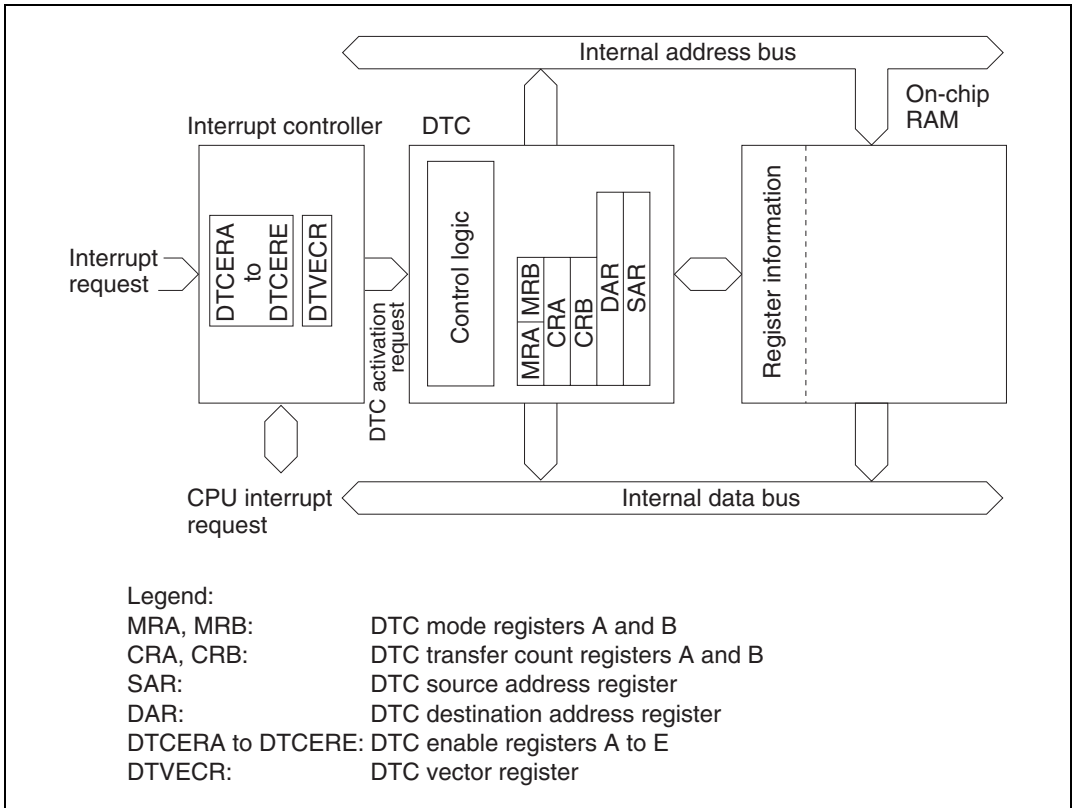 Internal address bus
On-chip
RAM
Interrupt controller
DTC
Interrupt
request
DTCERA
to
DTCERE
DTVECR
DTC activation
request
Control logic
MRA MRB
CRA
CRB
DAR
SAR
Register information
CPU interrupt
request
Internal data bus
Legend:
MRA, MRB: DTC mode registers A and B
CRA, CRB: DTC transfer count registers A and B
SAR: DTC source address register
DAR: DTC destination address register
DTCERA to DTCERE: DTC enable registers A to E
DTVECR: DTC vector register